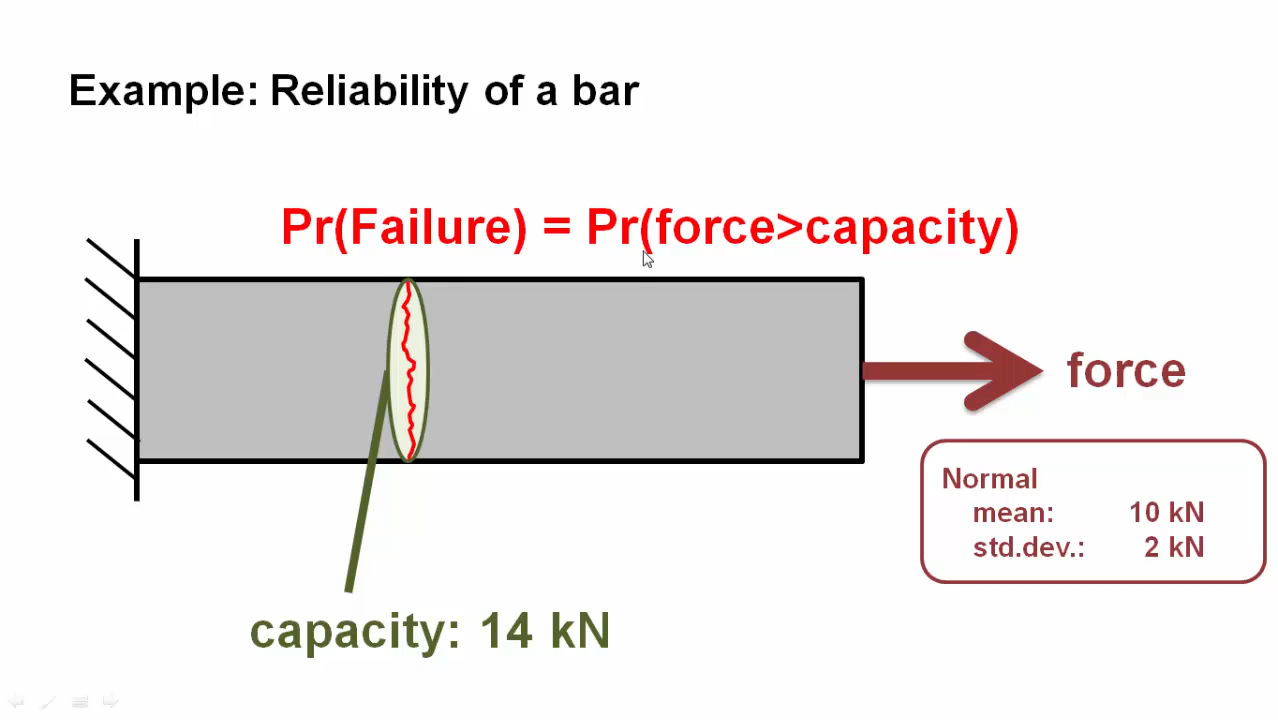 Example: Reliability of a bar
Pr(Failure) = Pr(force>capacity)
force
Normal
mean: 10 kN
std.dev.: 2 kN
capacity: 14 kN